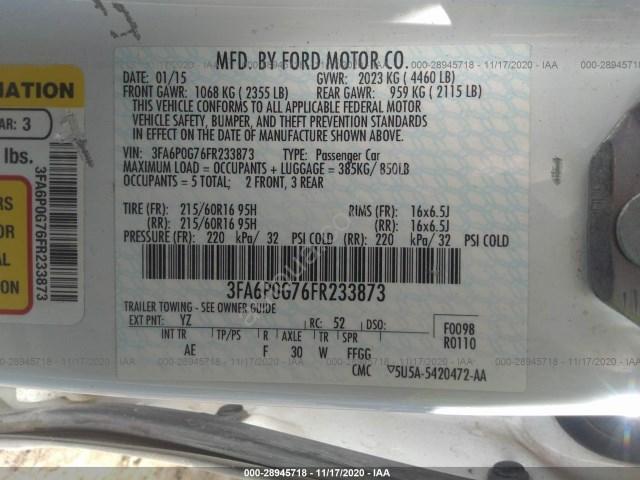 000-28945718 - 11/17/2020 - IAA
MFD. BY FORD MOTOR CO.
DATE: 01/15 GVWR: 2023 KG ( 4460 LB)
FRONT GAWR: 1068 KG ( 2355 LB) REAR GAWR: 959 KG ( 2115 LB)
THIS VEHICLE CONFORMS TO ALL APPLICABLE FEDERAL MOTOR
VEHICLE SAFETY, BUMPER, AND THEFT PREVENTION STANDARDS
IN EFFECT ON THE DATE OF MANUFACTURE SHOWN ABOVE.
VIN: 3FA6P0G76FR233873 TYPE: Passenger Car
MAXIMUM LOAD = OCCUPANTS + LUGGAGE = 385KG/ 850LB
OCCUPANTS = 5 TOTAL; 2 FRONT, 3 REAR
TIRE (FR): 215/60R16 95H RIMS (FR): 16x6.5J
(RR): 215/60R16 95H (RR): 16x6.5J
PRESSURE (FR): 220 kPa/ 32 PSI COLD (RR): 220 kPa/ 32 PSI COLD
3FA6P0G76FR233873
TRAILER TOWING - SEE OWNER GUIDE
EXT PNT: YZ RC: 52 DSO: F0098
INT TR TP/PS R AXLE TR SPR R0110
AE F 30 W FFGG
CMC 5U5A-5420472-AA
MATION
AR: 3
lbs.
3FA6P0G76FR233873
000-28945718 - 11/17/2020 - IAA